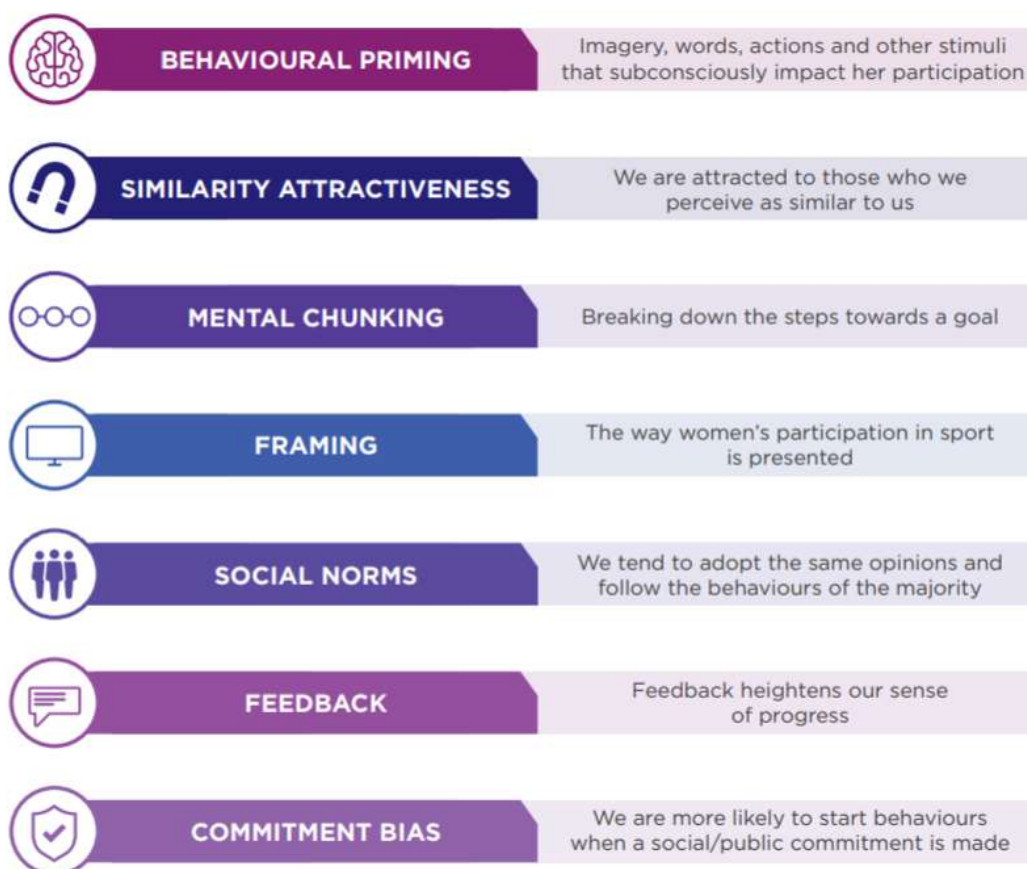 BEHAVIOURAL PRIMING
Imagery, words, actions and other stimuli
that subconsciously impact her participation
SIMILARITY ATTRACTIVENESS
We are attracted to those who we
perceive as similar to us
MENTAL CHUNKING
Breaking down the steps towards a goal
FRAMING
The way women's participation in sport
is presented
SOCIAL NORMS
We tend to adopt the same opinions and
follow the behaviours of the majority
FEEDBACK
Feedback heightens our sense
of progress
COMMITMENT BIAS
We are more likely to start behaviours
when a social/public commitment is made